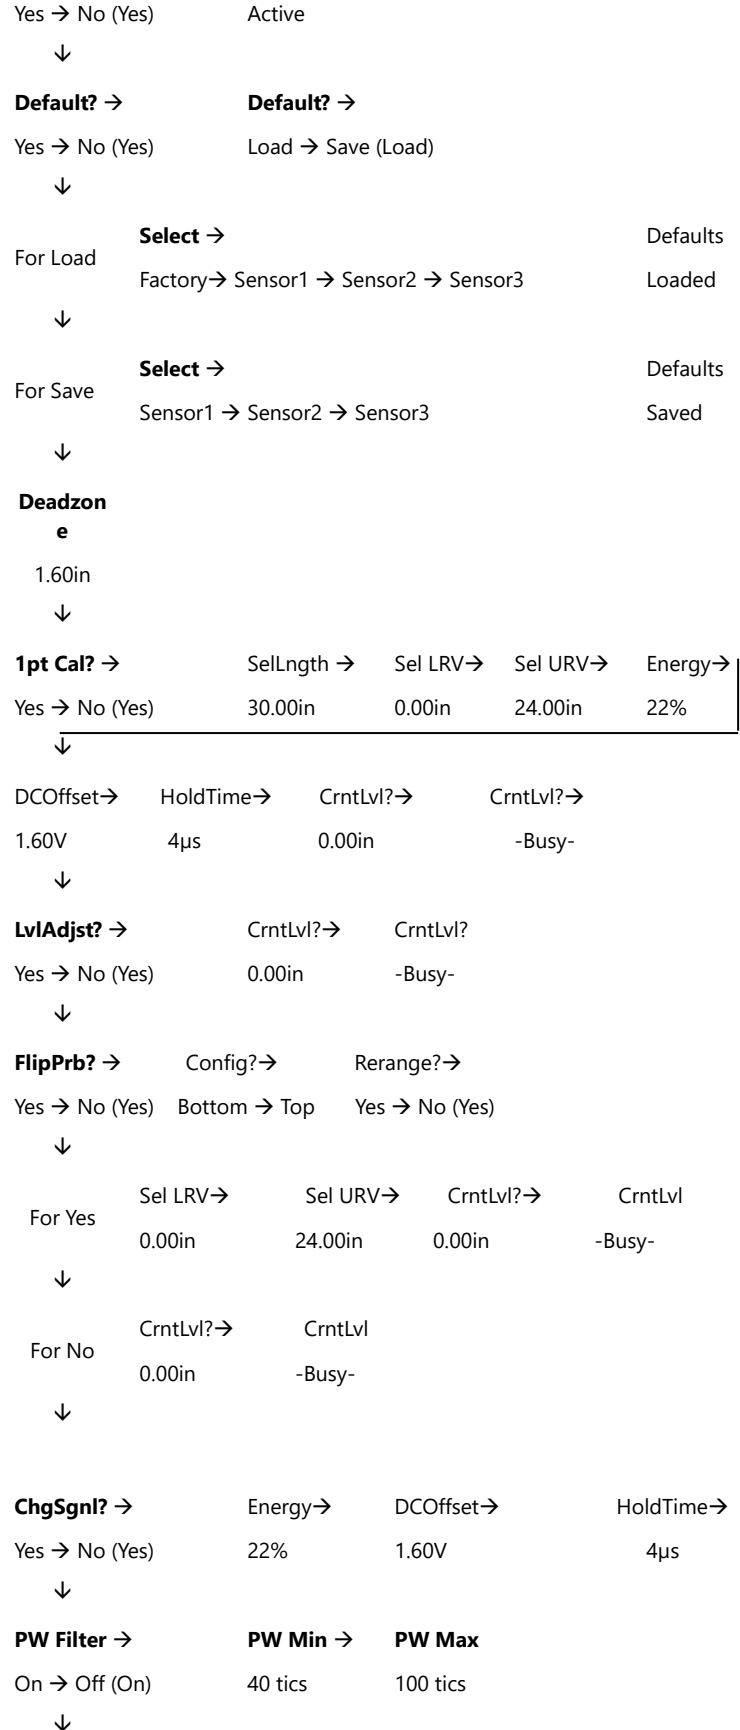 Yes → No (Yes) Active
↓
Default? → Default? →
Yes → No (Yes) Load → Save (Load)
↓
For Load
Select → Defaults
Factory→ Sensor1 → Sensor2 → Sensor3 Loaded
↓
For Save
Select → Defaults
Sensor1 → Sensor2 → Sensor3 Saved
↓
Deadzon
e
1.60in
↓
1pt Cal? → SelLngth → Sel LRV→ Sel URV→ Energy→
Yes → No (Yes) 30.00in 0.00in 24.00in 22%
↓
DCOffset→ HoldTime→ CrntLvl?→ CrntLvl?→
1.60V 4µs 0.00in -Busy-
↓
LvlAdjst? → CrntLvl?→ CrntLvl?
Yes → No (Yes) 0.00in -Busy-
↓
FlipPrb? → Config?→ Rerange?→
Yes → No (Yes) Bottom → Top Yes → No (Yes)
↓
For Yes
Sel LRV→ Sel URV→ CrntLvl?→ CrntLvl
0.00in 24.00in 0.00in -Busy-
↓
For No
CrntLvl?→ CrntLvl
0.00in -Busy-
↓
ChgSgnl? → Energy→ DCOffset→ HoldTime→
Yes → No (Yes) 22% 1.60V 4µs
↓
PW Filter → PW Min → PW Max
On → Off (On) 40 tics 100 tics
↓